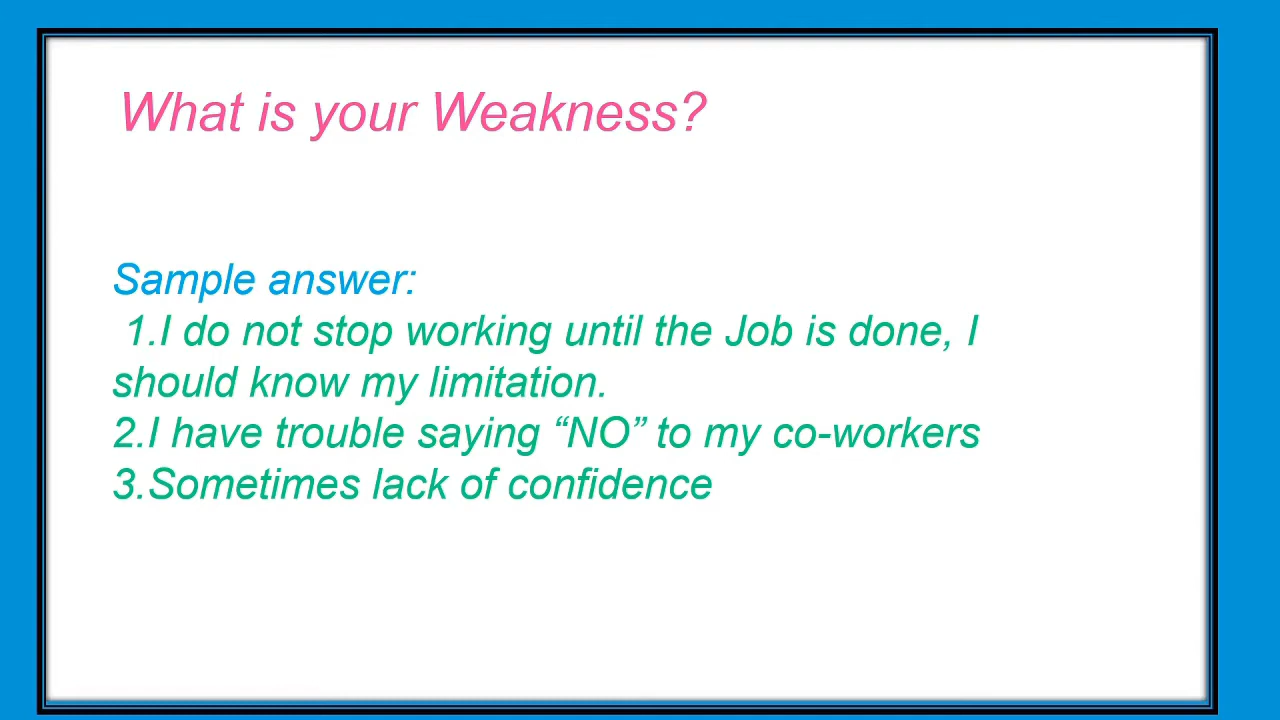 What is your Weakness?
Sample answer:
1.I do not stop working until the Job is done, I
should know my limitation.
2.I have trouble saying “NO” to my co-workers
3.Sometimes lack of confidence